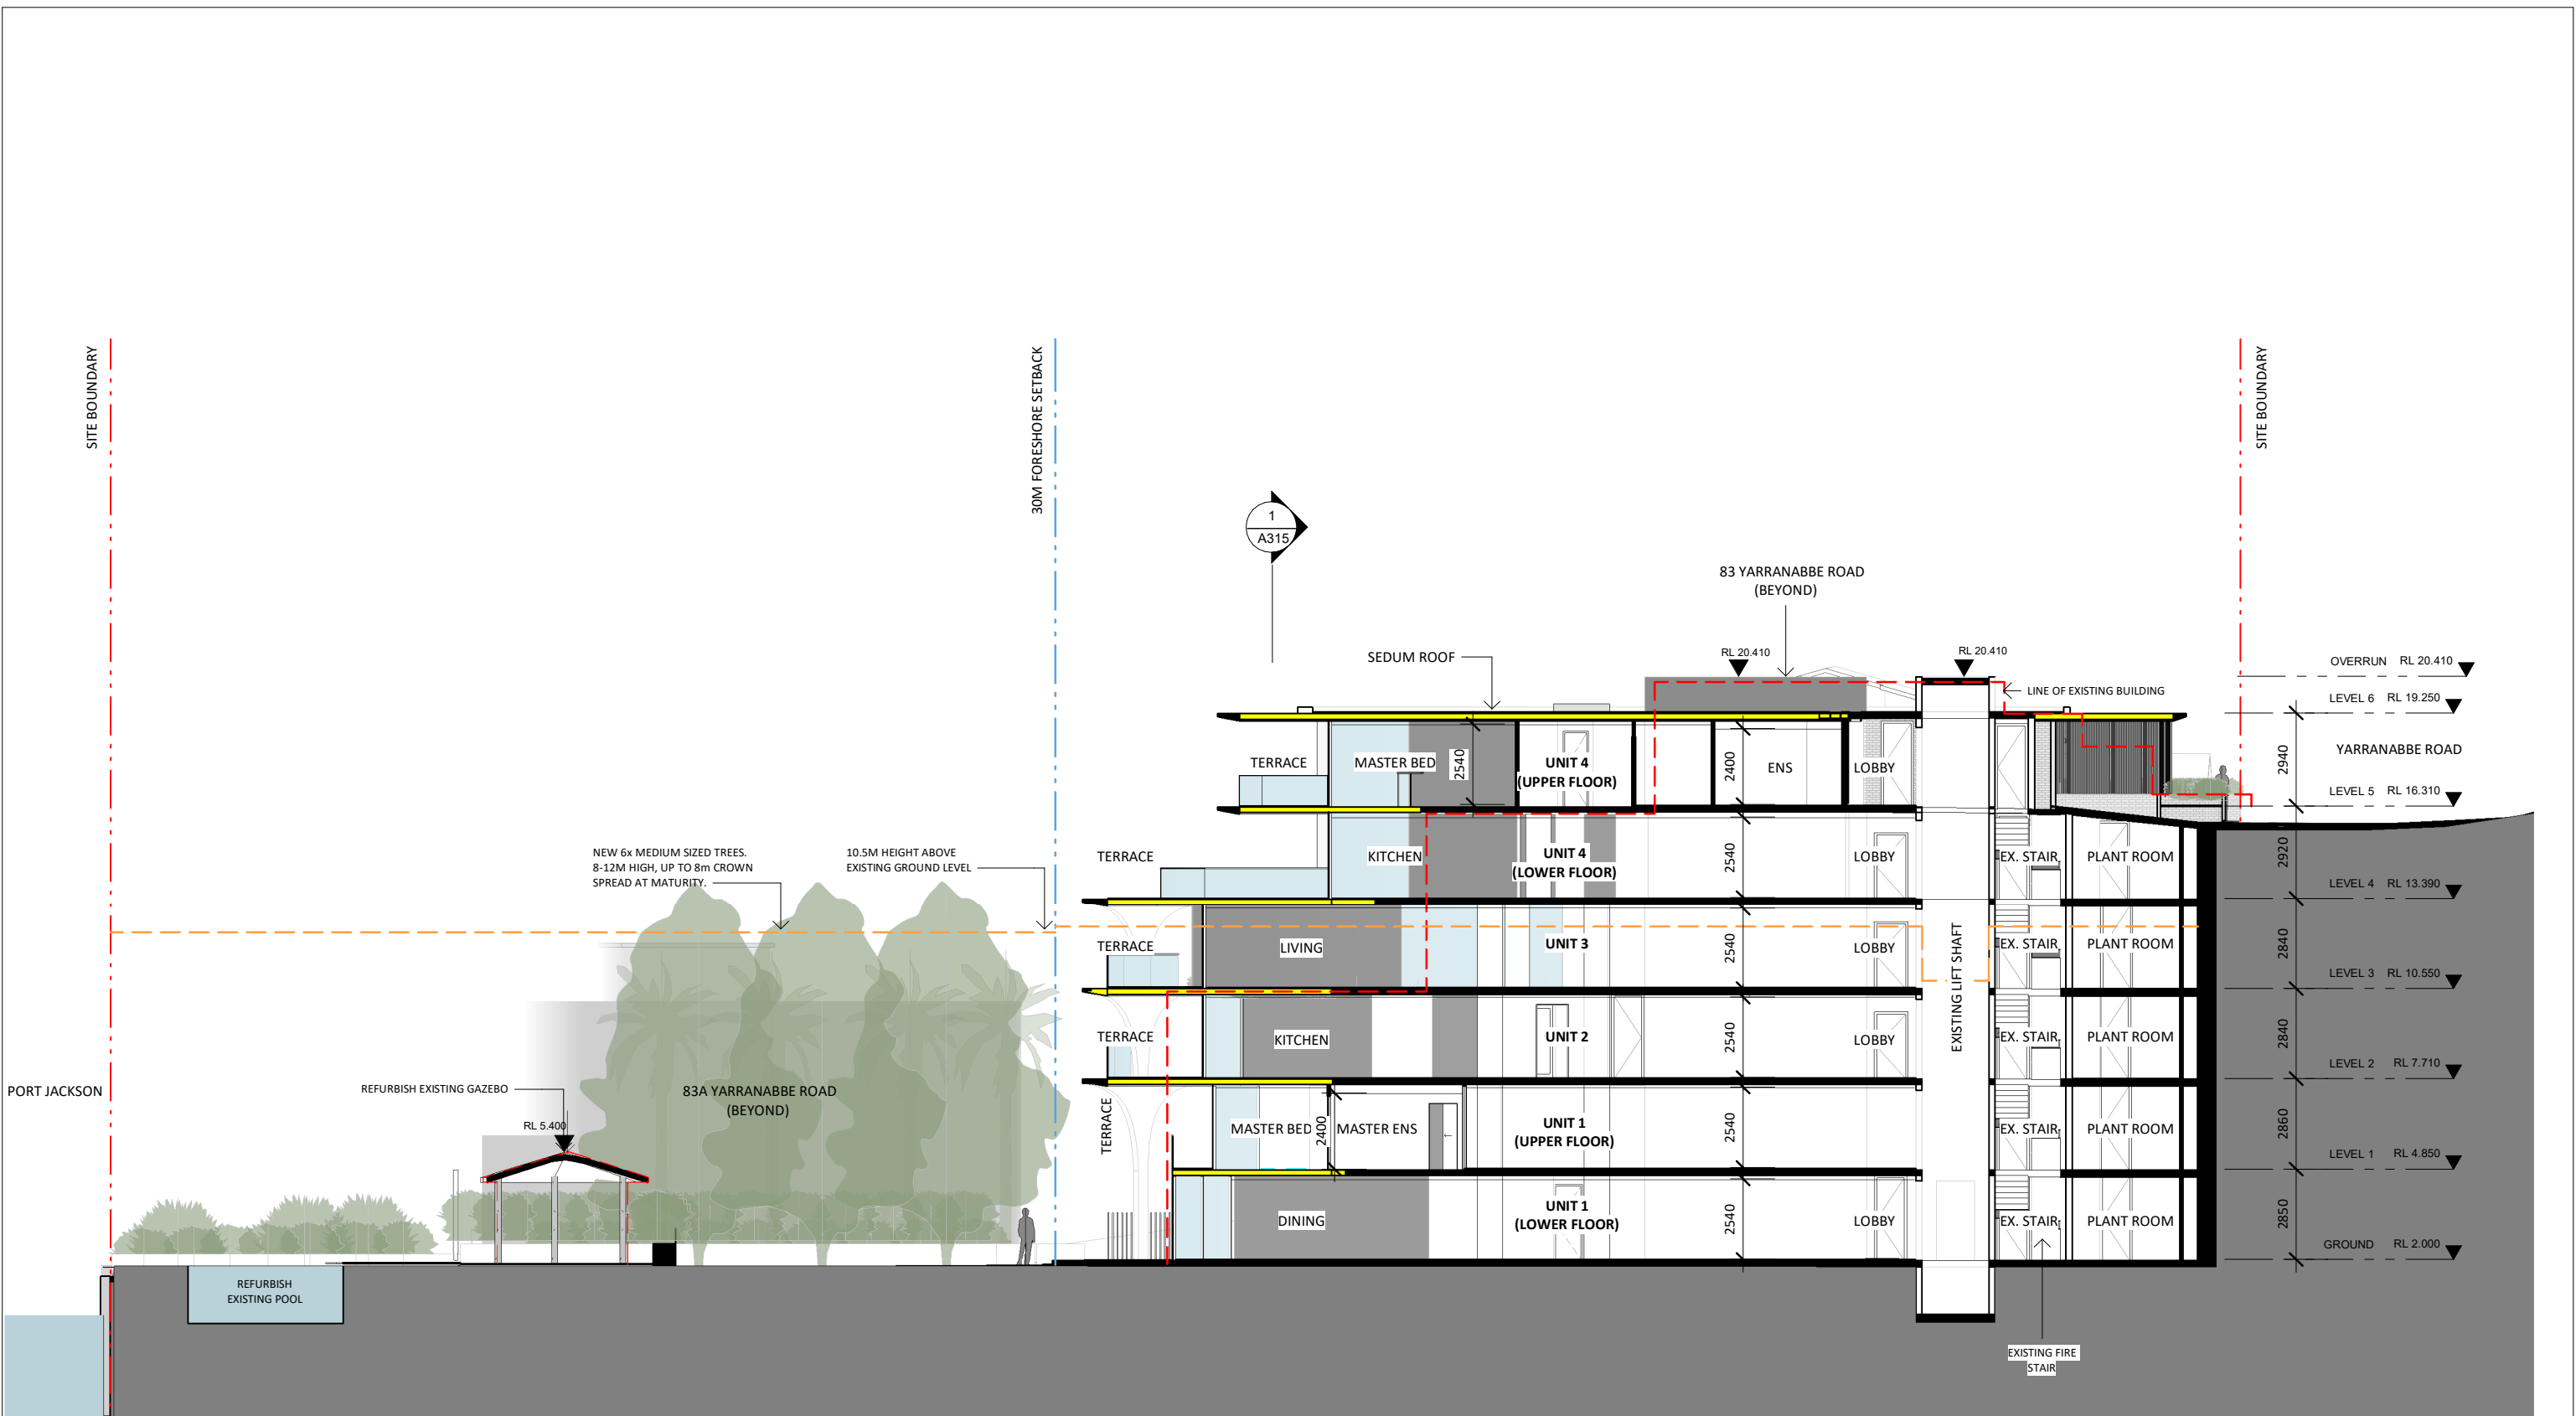 SITE BOUNDARY
30M FORESHORE SETBACK
SITE BOUNDARY
1
A315
83 YARRANABBE ROAD
(BEYOND)
SEDUM ROOF
RL 20.410
RL 20.410
OVERRUN RL 20.410
LINE OF EXISTING BUILDING
LEVEL 6 RL 19.250
YARRANABBE ROAD
2940
TERRACE
MASTER BED
2540
UNIT 4
(UPPER FLOOR)
2400
ENS
LOBBY
LEVEL 5 RL 16.310
NEW 6x MEDIUM SIZED TREES.
8-12M HIGH, UP TO 8m CROWN
SPREAD AT MATURITY.
10.5M HEIGHT ABOVE
EXISTING GROUND LEVEL
TERRACE
KITCHEN
UNIT 4
(LOWER FLOOR)
2540
LOBBY
EX. STAIR
PLANT ROOM
2920
LEVEL 4 RL 13.390
TERRACE
LIVING
UNIT 3
2540
LOBBY
EXISTING LIFT SHAFT
EX. STAIR
PLANT ROOM
2840
LEVEL 3 RL 10.550
TERRACE
KITCHEN
UNIT 2
2540
LOBBY
EX. STAIR
PLANT ROOM
2840
LEVEL 2 RL 7.710
PORT JACKSON
REFURBISH EXISTING GAZEBO
83A YARRANABBE ROAD
(BEYOND)
RL 5.400
TERRACE
MASTER BED
2400
MASTER ENS
UNIT 1
(UPPER FLOOR)
2540
EX. STAIR
PLANT ROOM
2860
LEVEL 1 RL 4.850
DINING
UNIT 1
(LOWER FLOOR)
2540
LOBBY
EX. STAIR
PLANT ROOM
2850
GROUND RL 2.000
REFURBISH
EXISTING POOL
EXISTING FIRE
STAIR